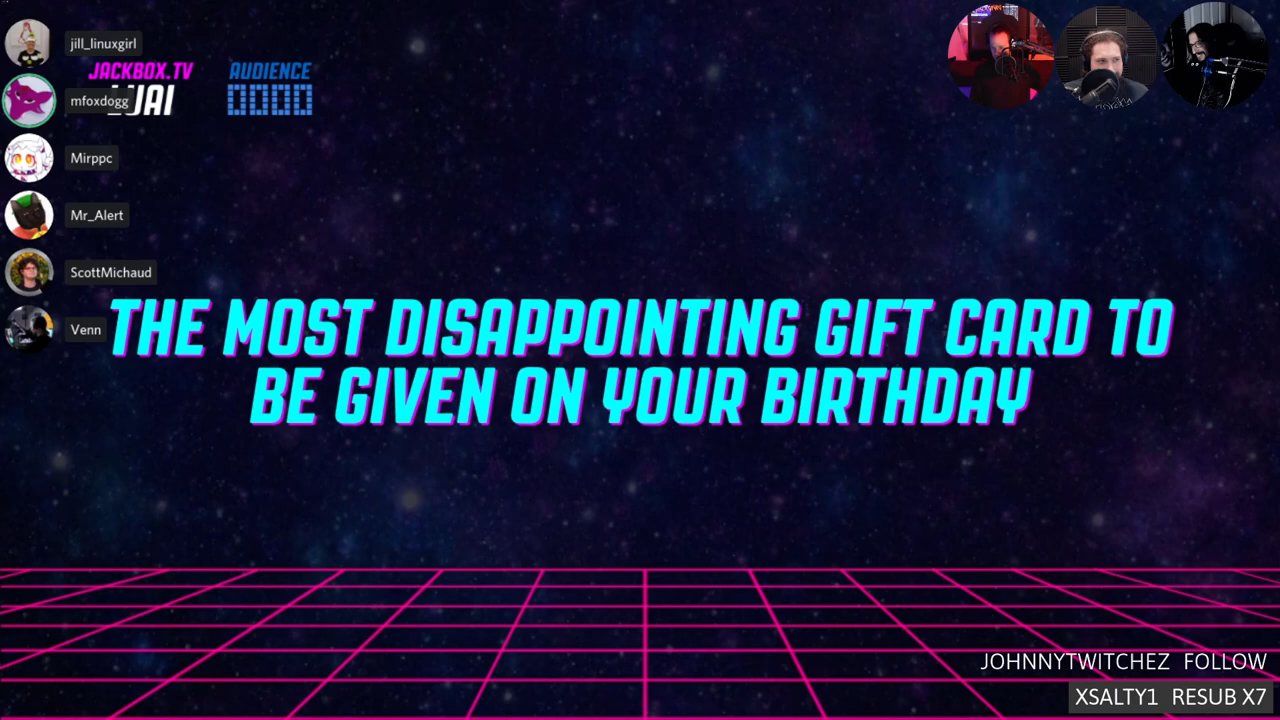 jill_linuxgirl
JACKBOX.TV
AUDIENCE
mfoxdogg
0000
Mirppc
Mr_Alert
ScottMichaud
Venn
THE MOST DISAPPOINTING GIFT CARD TO
BE GIVEN ON YOUR BIRTHDAY
JOHNNYTWITCHEZ FOLLOW
XSALTY1 RESUB X7